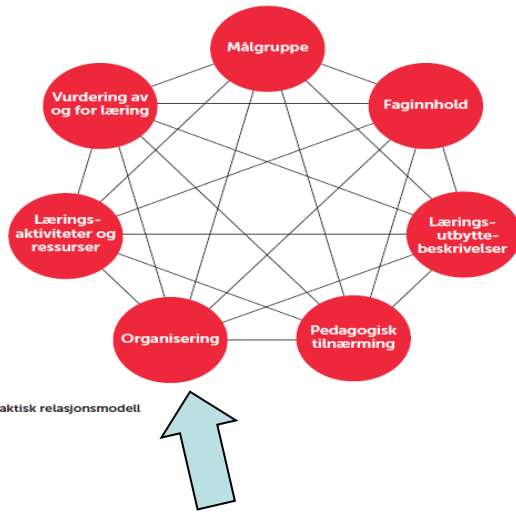 Målgruppe
Vurdering av
og for læring
Faginnhold
Lærings-
aktiviteter og
ressurser
Lærings-
utbytte-
beskrivelser
Organisering
Pedagogisk
tilnærming
aktisk relasjonsmodell